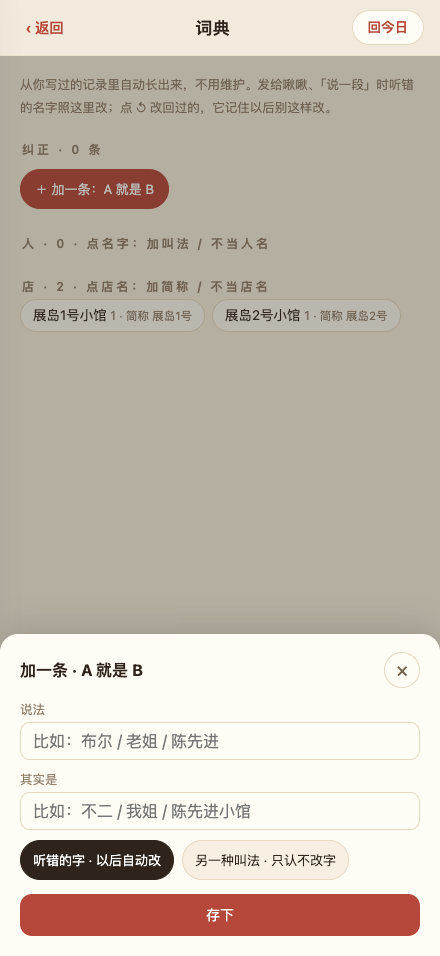 ‹ 返回
词典
回今日
从你写过的记录里自动长出来，不用维护。发给啾啾、「说一段」时听错
的名字照这里改；点 ↺ 改回过的，它记住以后别这样改。
纠正 · 0 条
＋ 加一条：A 就是 B
人 · 0 · 点名字：加叫法 / 不当人名
店 · 2 · 点店名：加简称 / 不当店名
展岛1号小馆 1 · 简称 展岛1号
展岛2号小馆 1 · 简称 展岛2号
加一条 · A 就是 B
×
说法
比如：布尔 / 老姐 / 陈先进
其实是
比如：不二 / 我姐 / 陈先进小馆
听错的字 · 以后自动改
另一种叫法 · 只认不改字
存下